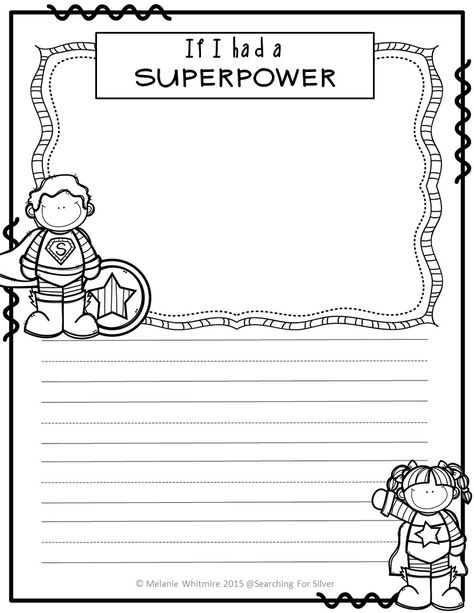 If I had a
SUPERPOWER
S
© Melanie Whitmire 2015 @Searching For Silver